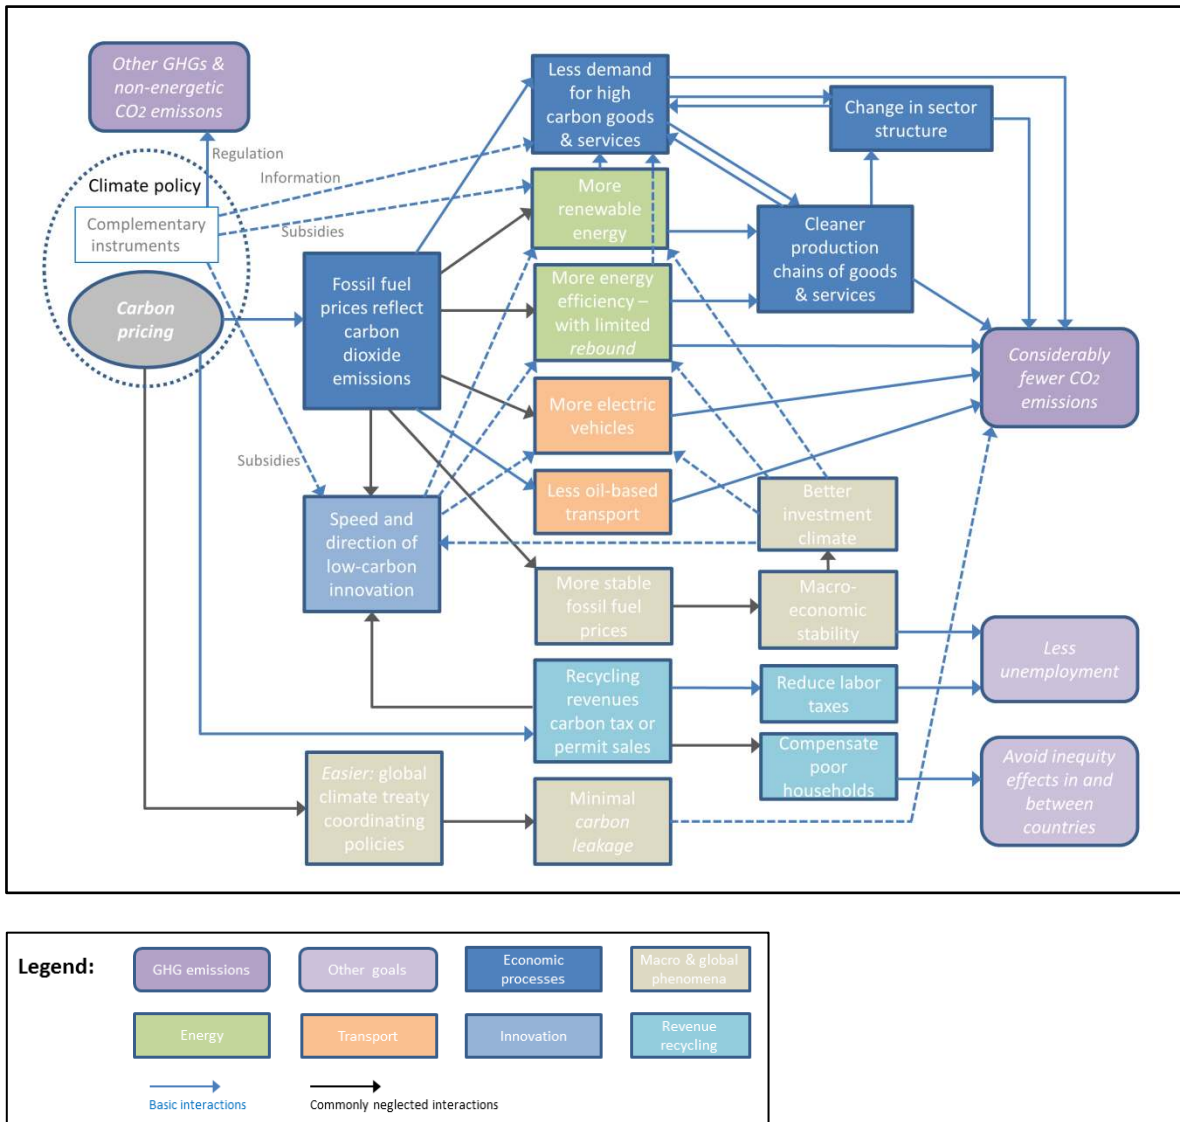 Other GHGs &
non-energetic
CO2 emissons
Regulation
Climate policy
Information
Complementary
instruments
Subsidies
Carbon
pricing
Subsidies
Fossil fuel
prices reflect
carbon
dioxide
emissions
Speed and
direction of
low-carbon
innovation
Easier: global
climate treaty
coordinating
policies
Less demand
for high
carbon goods
& services
More
renewable
energy
More energy
efficiency –
with limited
rebound
More electric
vehicles
Less oil-based
transport
More stable
fossil fuel
prices
Recycling
revenues
carbon tax or
permit sales
Minimal
carbon
leakage
Change in sector
structure
Cleaner
production
chains of goods
& services
Better
investment
climate
Macro-
economic
stability
Reduce labor
taxes
Compensate
poor
households
Considerably
fewer CO2
emissions
Less
unemployment
Avoid inequity
effects in and
between
countries
Legend:
GHG emissions
Other goals
Economic
processes
Macro & global
phenomena
Energy
Transport
Innovation
Revenue
recycling
Basic interactions
Commonly neglected interactions